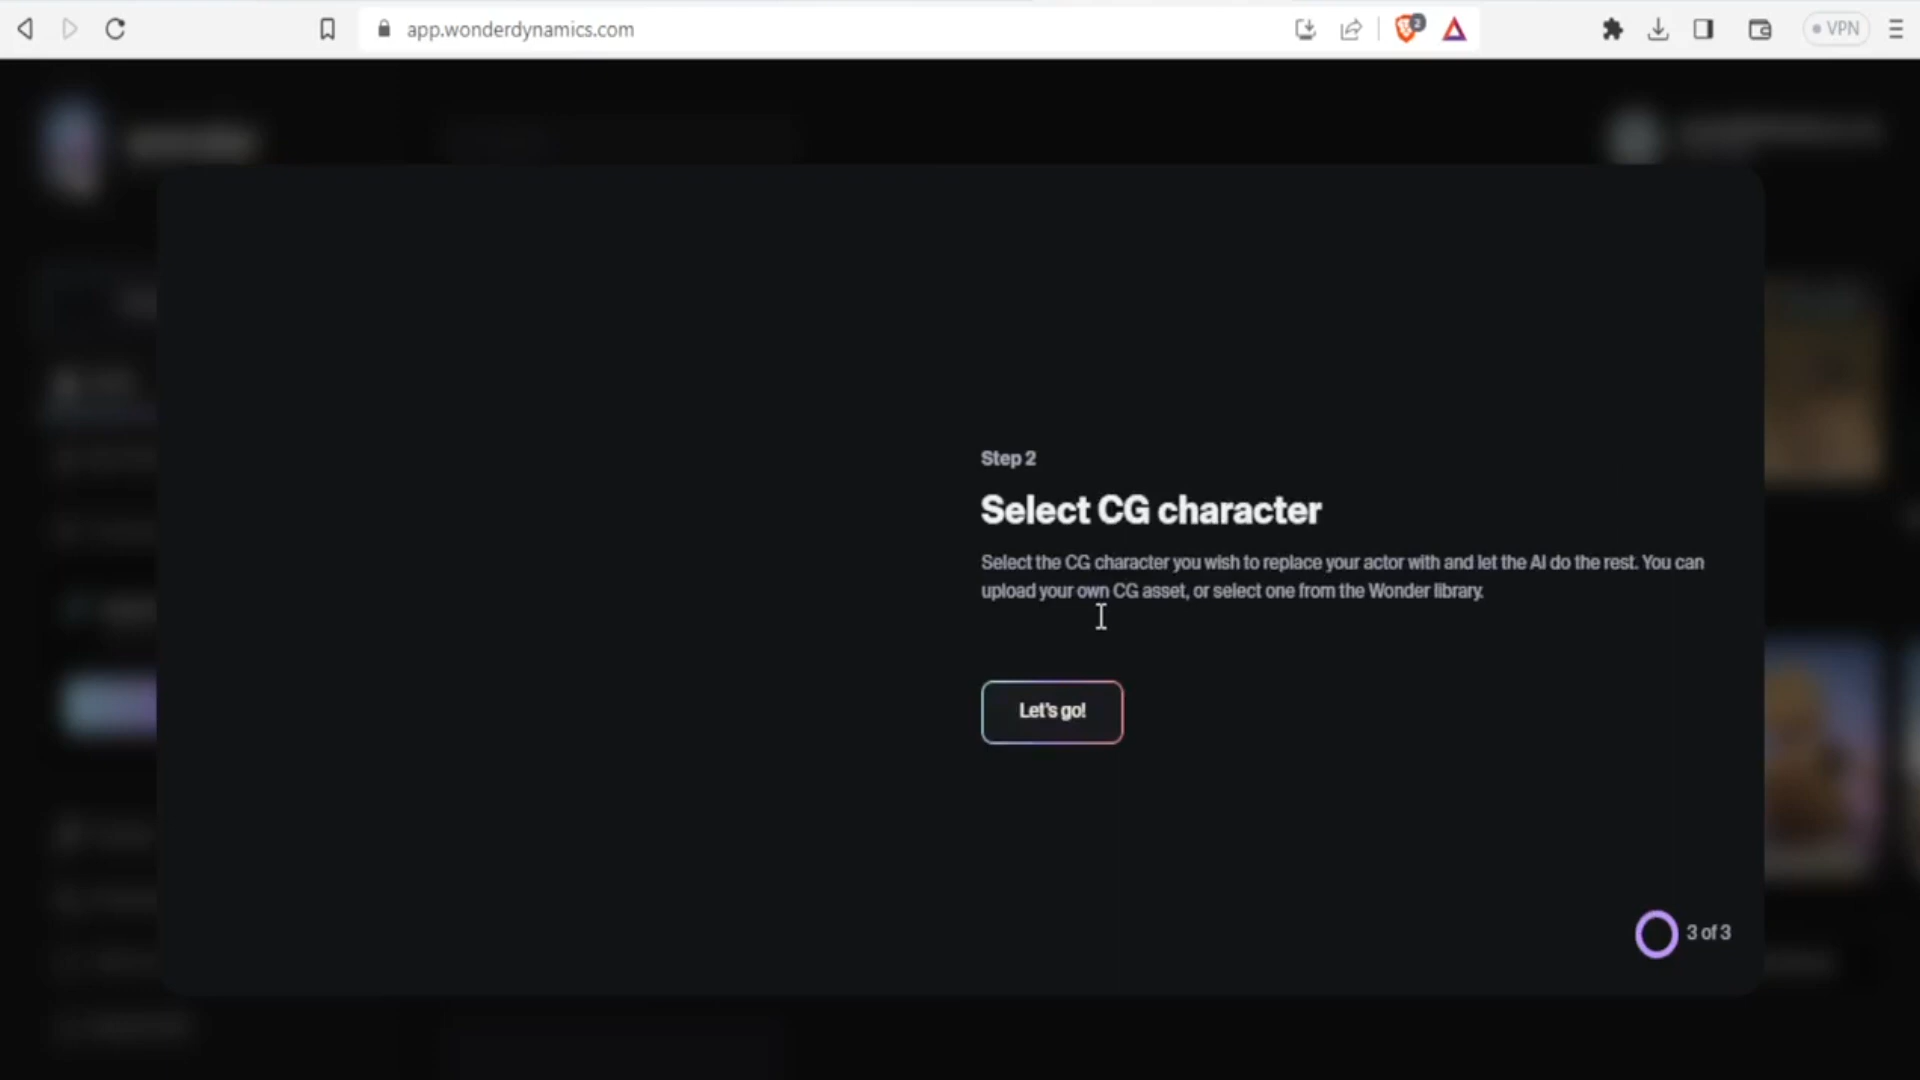 app.wonderdynamics.com
2
VPN
Step 2
Select CG character
Select the CG character you wish to replace your actor with and let the AI do the rest. You can
upload your own CG asset, or select one from the Wonder library.
Let's go!
3 of 3